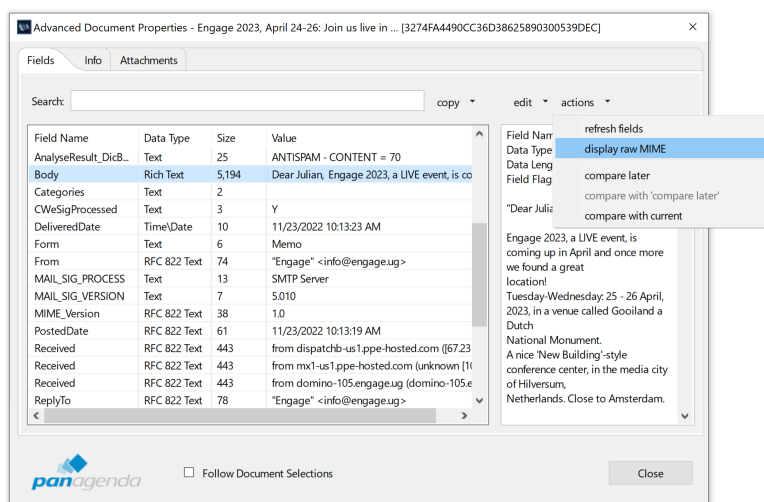 Advanced Document Properties - Engage 2023, April 24-26: Join us live in ... [3274FA4490CC36D38625890300539DEC]
Fields Info Attachments
Search: copy edit actions
refresh fields
display raw MIME
compare later
compare with 'compare later'
compare with current
Field Name Data Type Size Value
AnalyseResult_DicB... Text 25 ANTISPAM - CONTENT = 70
Body Rich Text 5,194 Dear Julian, Engage 2023, a LIVE event, is co
Categories Text 2
CWeSigProcessed Text 3 Y
DeliveredDate Time\Date 10 11/23/2022 10:13:23 AM
Form Text 6 Memo
From RFC 822 Text 74 "Engage" <info@engage.ug>
MAIL_SIG_PROCESS Text 13 SMTP Server
MAIL_SIG_VERSION Text 7 5.010
MIME_Version RFC 822 Text 38 1.0
PostedDate RFC 822 Text 61 11/23/2022 10:13:19 AM
Received RFC 822 Text 443 from dispatchb-us1.ppe-hosted.com ([67.23
Received RFC 822 Text 443 from mx1-us1.ppe-hosted.com (unknown [10
Received RFC 822 Text 443 from domino-105.engage.ug (domino-105.e
ReplyTo RFC 822 Text 78 "Engage" <info@engage.ug>
Field Nam
Data Type
Data Leng
Field Flag
"Dear Julia
Engage 2023, a LIVE event, is
coming up in April and once more
we found a great
location!
Tuesday-Wednesday: 25 - 26 April,
2023, in a venue called Gooiland a
Dutch
National Monument.
A nice 'New Building'-style
conference center, in the media city
of Hilversum,
Netherlands. Close to Amsterdam.
panagenda
Follow Document Selections
Close